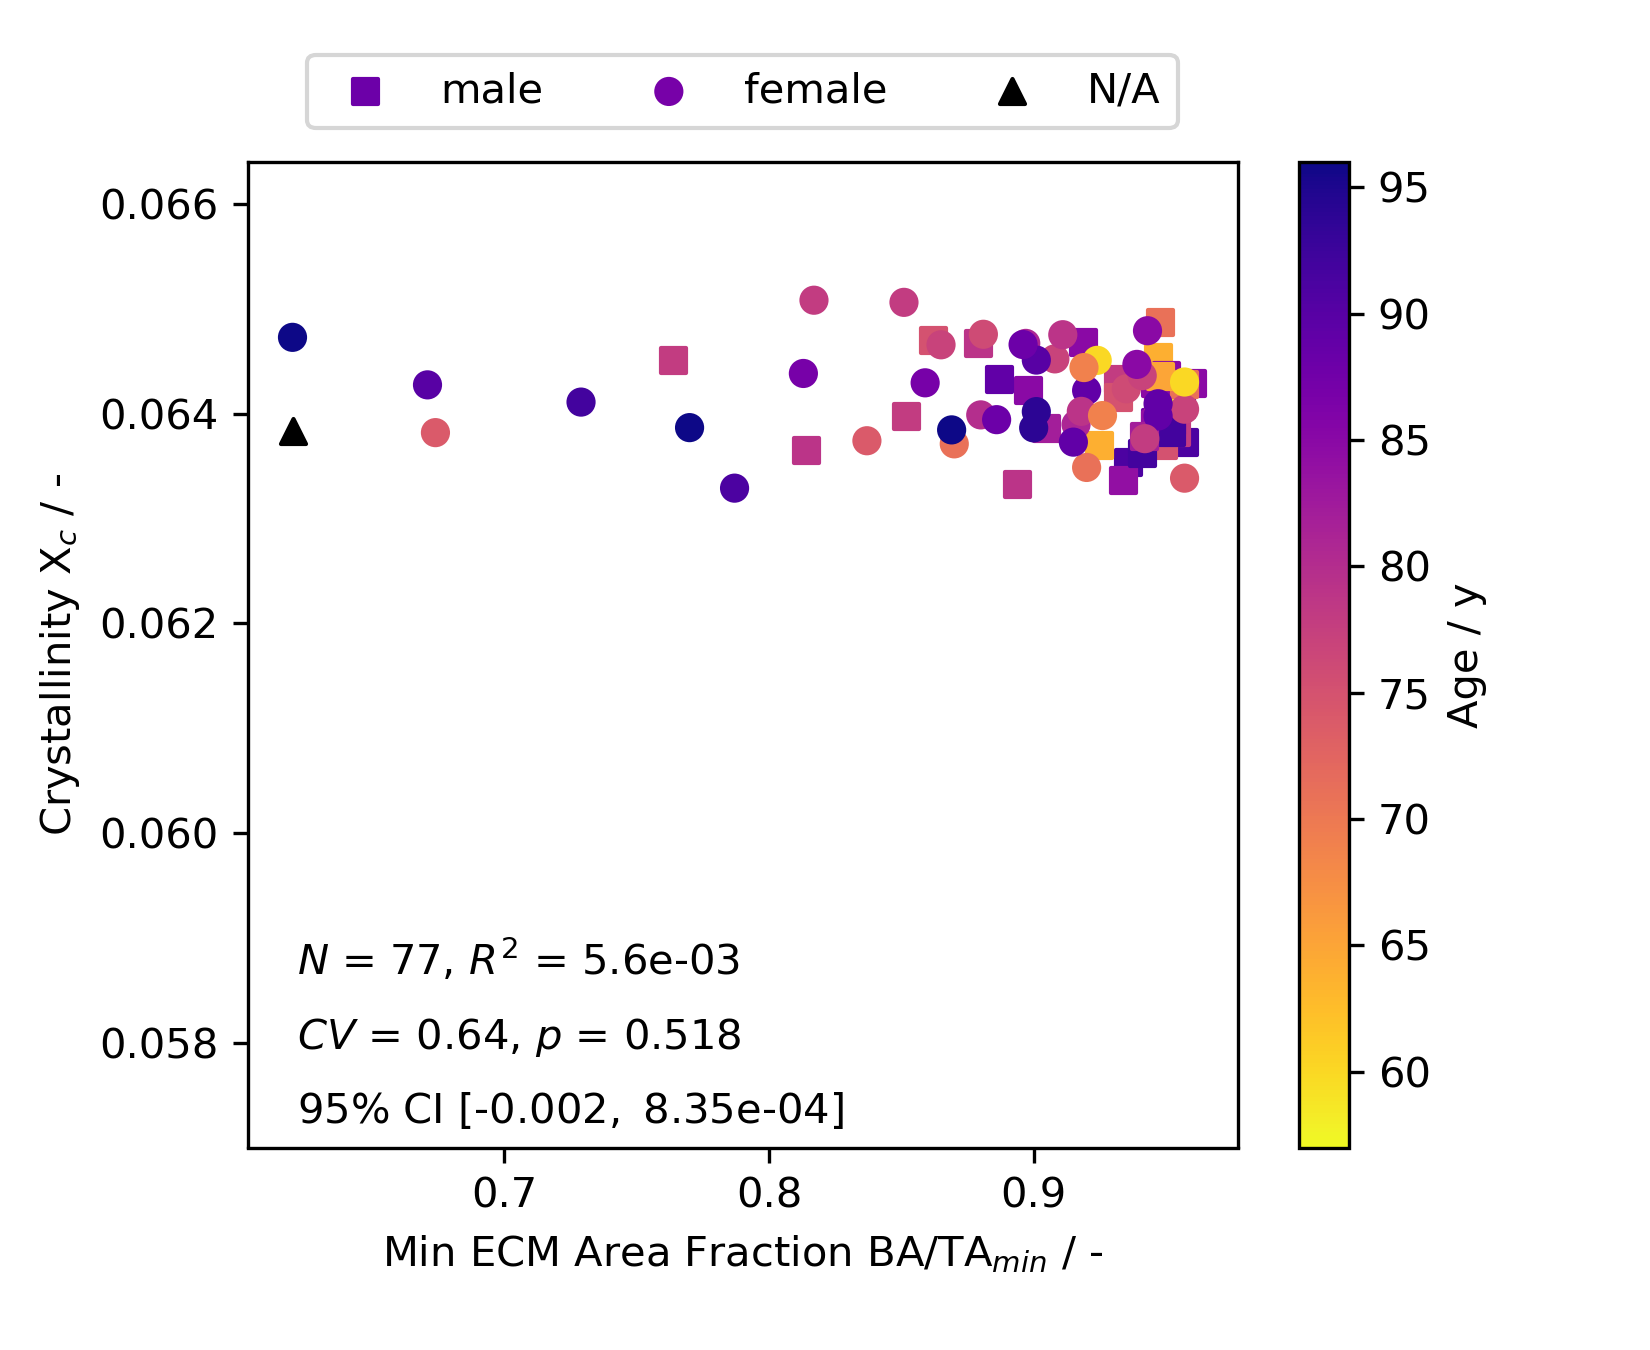 male female N/A
0.066
0.064
0.062
0.060
0.058
Crystallinity X_c / -
N = 77, R² = 5.6e-03
CV = 0.64, p = 0.518
95% CI [-0.002, 8.35e-04]
0.7 0.8 0.9
Min ECM Area Fraction BA/TA_min / -
95
90
85
80
75
70
65
60
Age / y